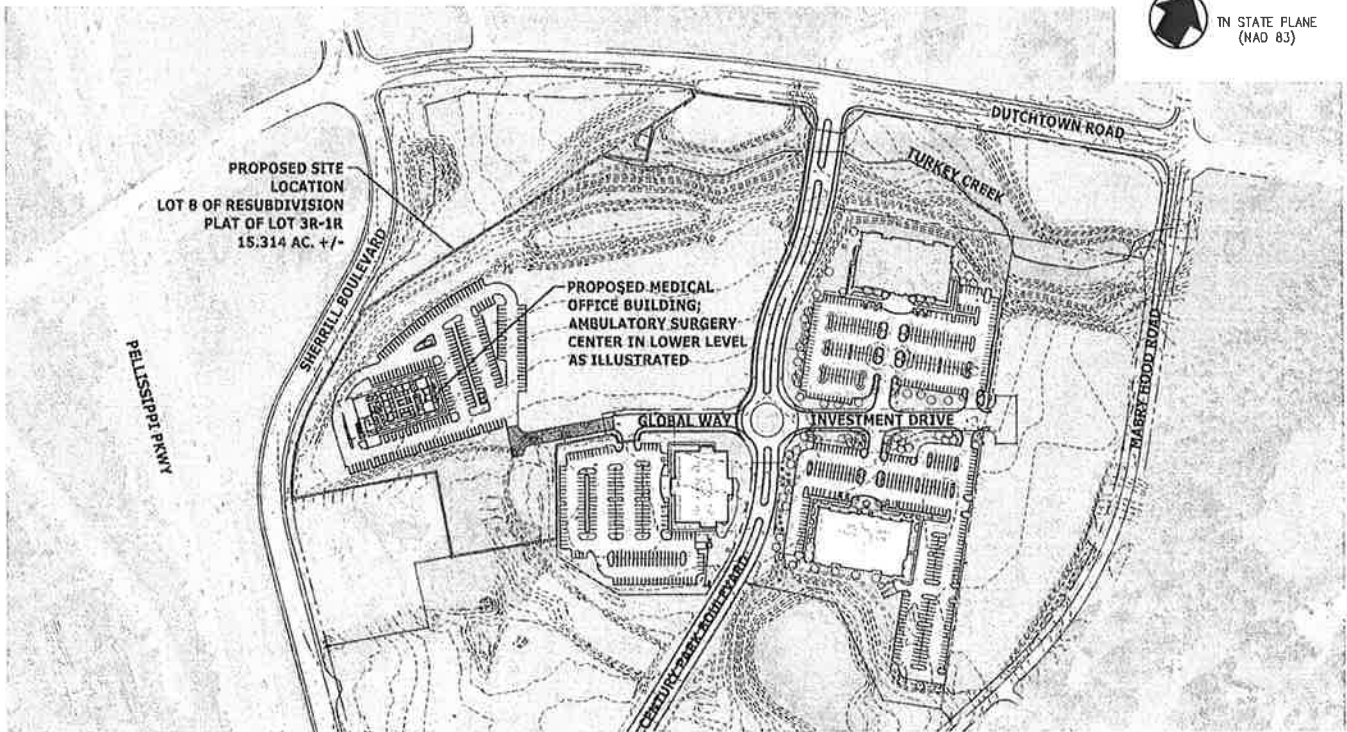 TN STATE PLANE
(NAD 83)
DUTCHTOWN ROAD
TURKEY CREEK
PROPOSED SITE
LOCATION
LOT B OF RESUBDIVISION
PLAT OF LOT 3R-1R
15.314 AC. +/-
SHERRILL BOULEVARD
PROPOSED MEDICAL
OFFICE BUILDING;
AMBULATORY SURGERY
CENTER IN LOWER LEVEL
AS ILLUSTRATED
PELLISSIPPI PKWY
MABRY HOOD ROAD
GLOBAL WAY
INVESTMENT DRIVE
CENTURY PARK BOULEVARD